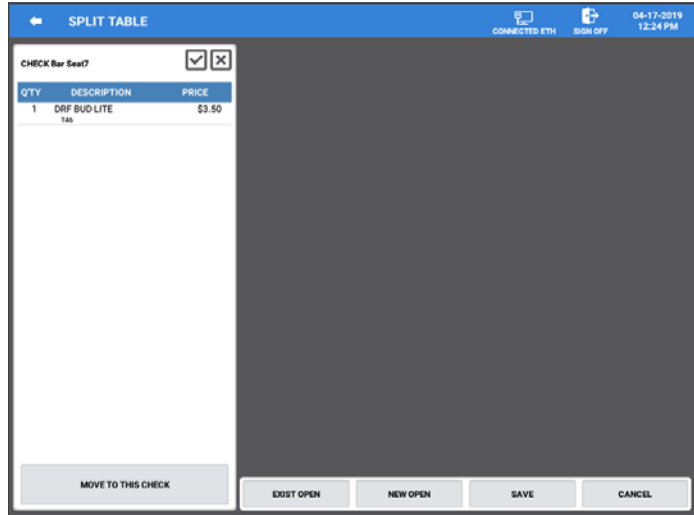 SPLIT TABLE
CONNECTED ETH
SIGN OFF
04-17-2019
12:24 PM
CHECK Bar Seat7
Q'TY DESCRIPTION PRICE
1 DRF BUD LITE $3.50
T46
MOVE TO THIS CHECK
EXIST OPEN
NEW OPEN
SAVE
CANCEL